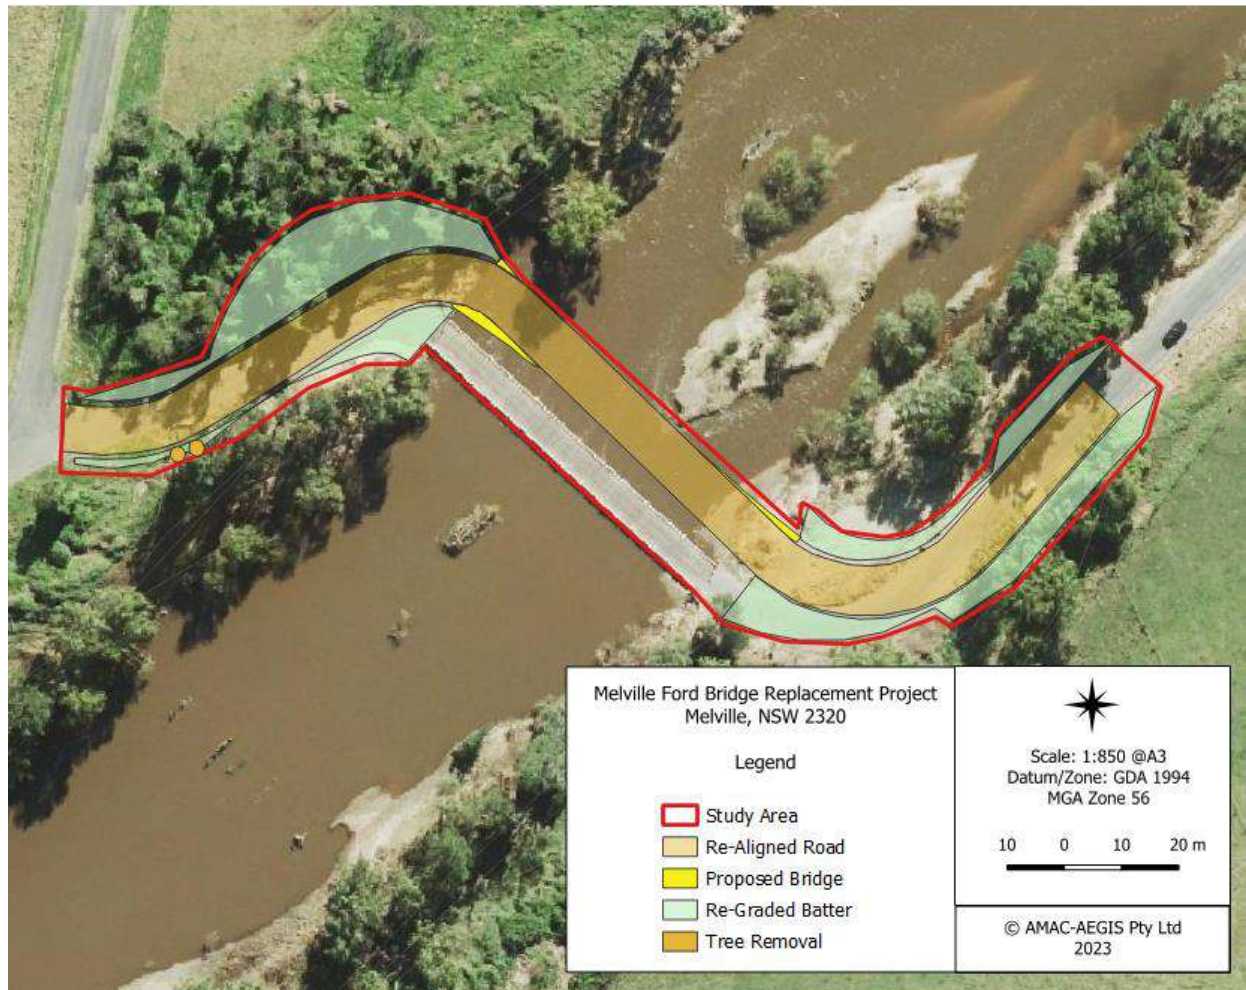 Melville Ford Bridge Replacement Project
Melville, NSW 2320
Legend
Study Area
Re-Aligned Road
Proposed Bridge
Re-Graded Batter
Tree Removal
Scale: 1:850 @A3
Datum/Zone: GDA 1994
MGA Zone 56
10 0 10 20 m
© AMAC-AEGIS Pty Ltd
2023